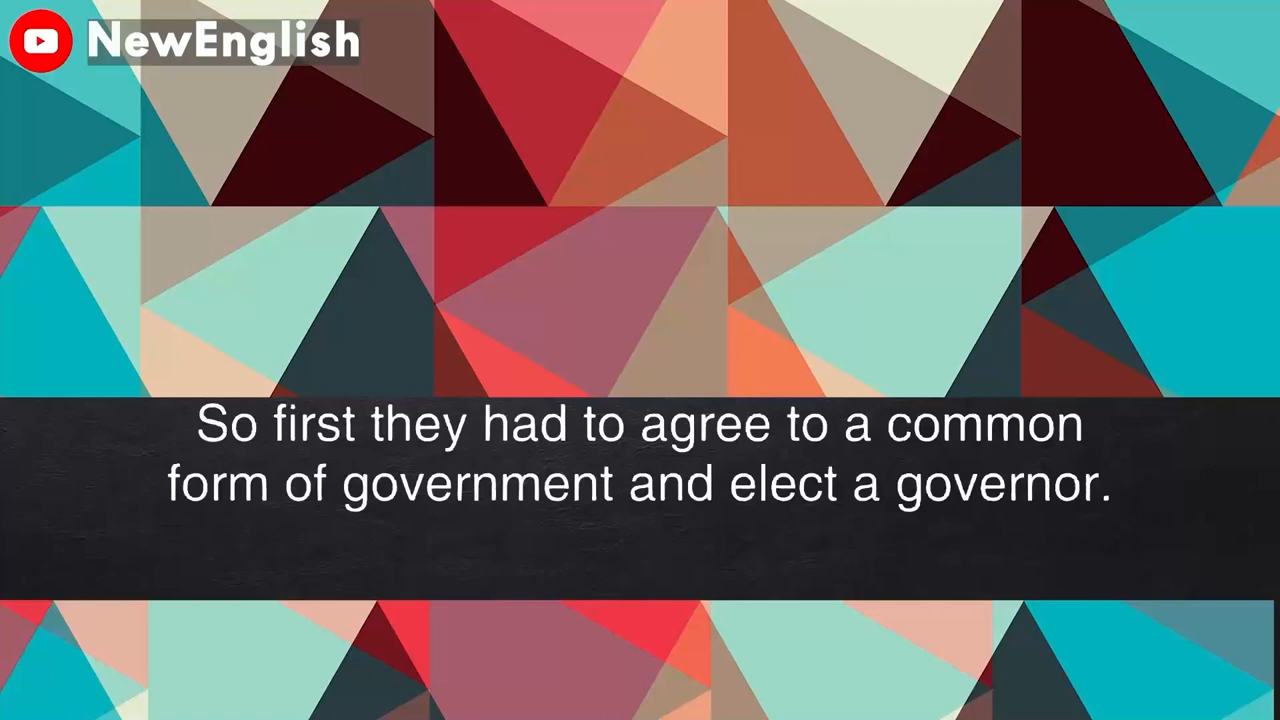 NewEnglish
So first they had to agree to a common
form of government and elect a governor.